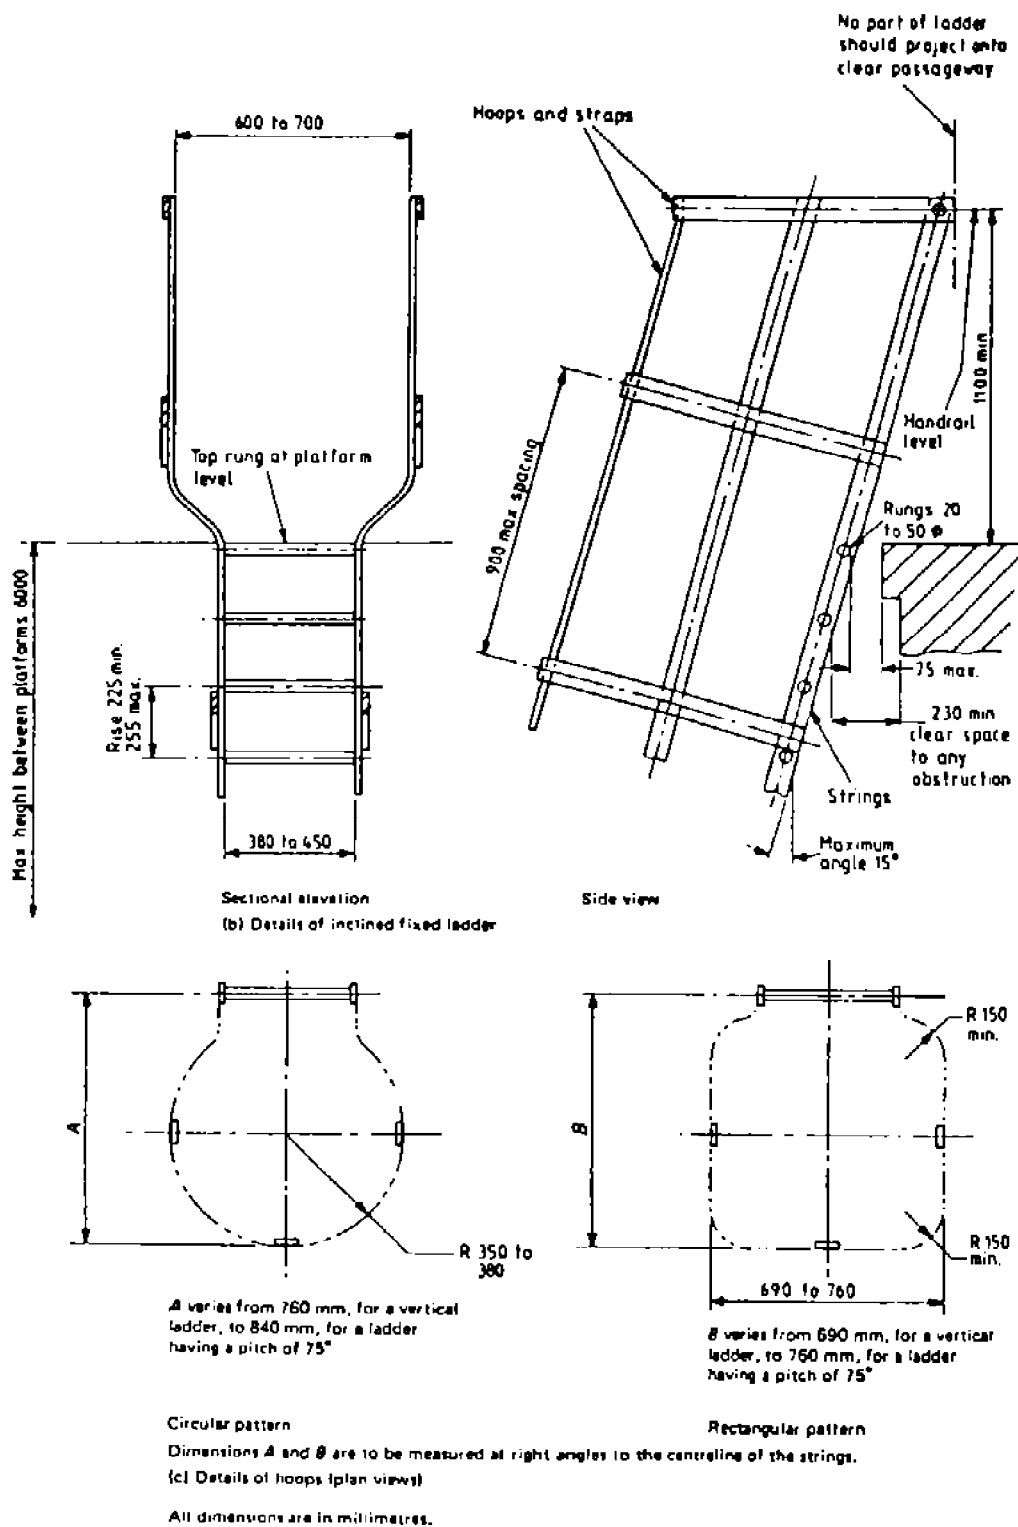 No part of ladder
should project onto
clear passageway
Hoops and straps
600 to 700
Top rung at platform
level
Handrail
level
1100 min
900 max spacing
Rungs 20
to 50 ϕ
Max height between platforms 6000
Rise 225 min.
255 max.
75 max.
230 min
clear space
to any
obstruction
Strings
380 to 450
Maximum
angle 15°
Sectional elevation
Side view
(b) Details of inclined fixed ladder
A
R 350 to
380
B
R 150
min.
R 150
min.
690 to 760
A varies from 760 mm, for a vertical
ladder, to 840 mm, for a ladder
having a pitch of 75°
B varies from 690 mm, for a vertical
ladder, to 760 mm, for a ladder
having a pitch of 75°
Circular pattern
Rectangular pattern
Dimensions A and B are to be measured at right angles to the centreline of the strings.
(c) Details of hoops (plan views)
All dimensions are in millimetres.